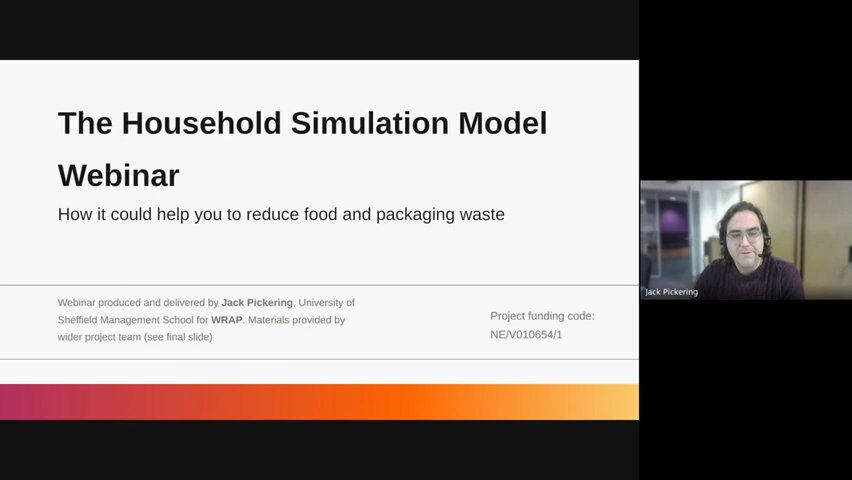 The Household Simulation Model
Webinar
How it could help you to reduce food and packaging waste
Webinar produced and delivered by Jack Pickering, University of
Sheffield Management School for WRAP. Materials provided by
wider project team (see final slide)
Project funding code:
NE/V010654/1
Jack Pickering